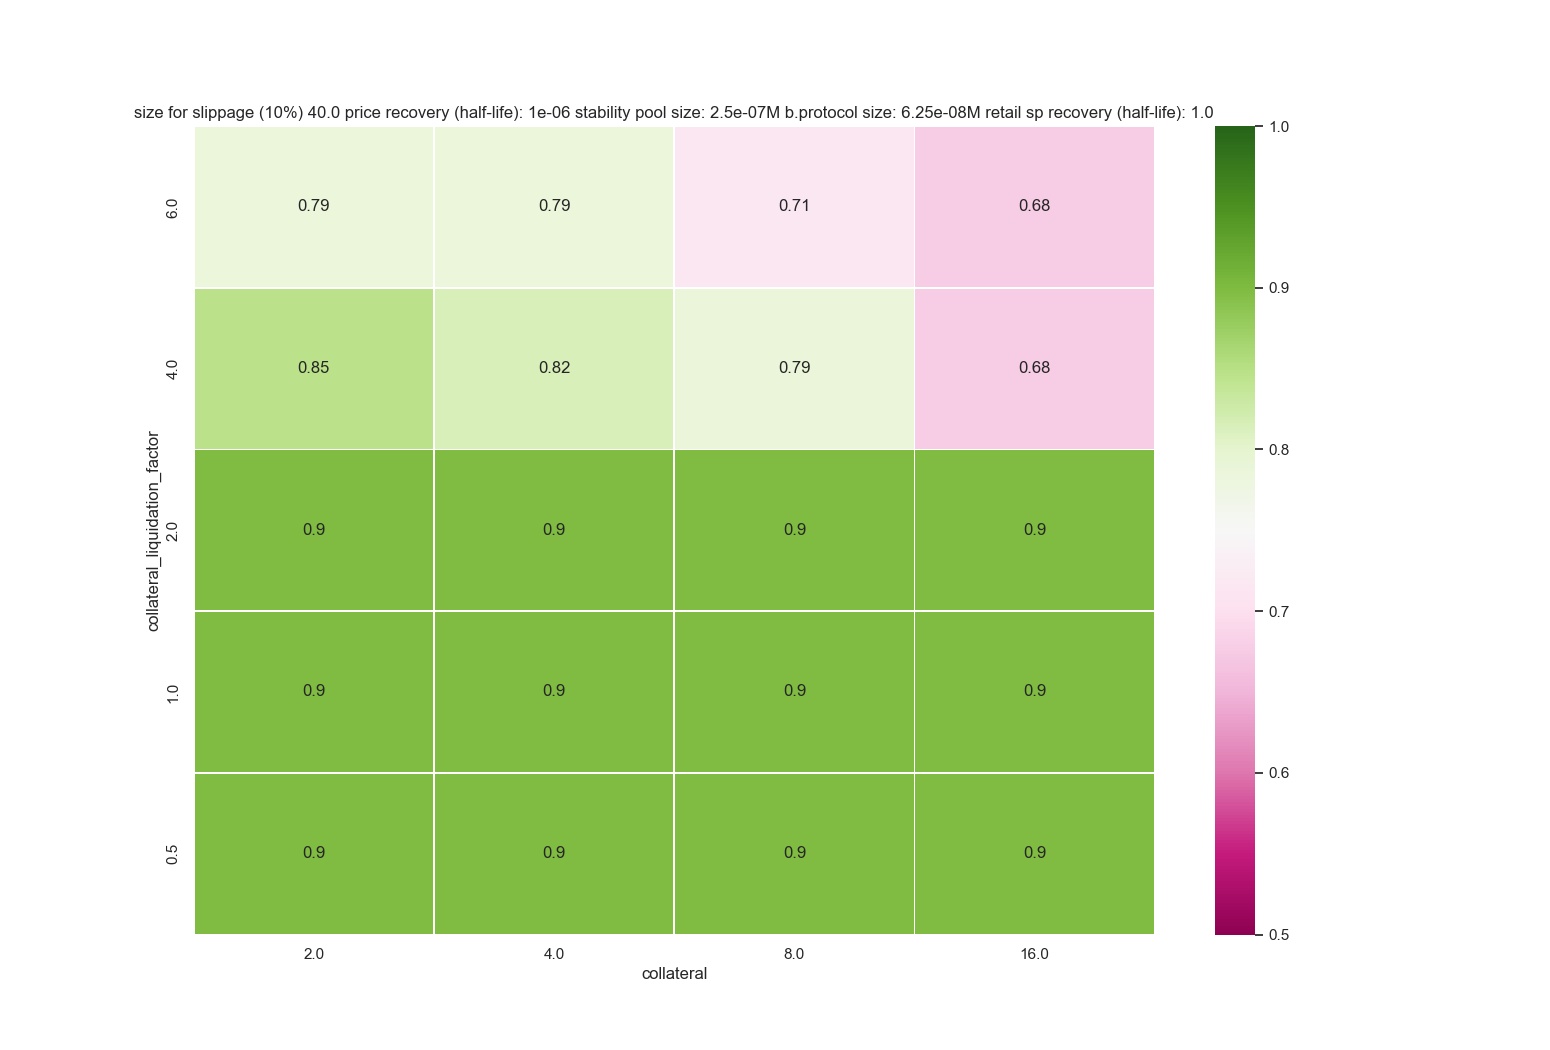 size for slippage (10%) 40.0 price recovery (half-life): 1e-06 stability pool size: 2.5e-07M b.protocol size: 6.25e-08M retail sp recovery (half-life): 1.0
collateral_liquidation_factor
6.0 0.79 0.79 0.71 0.68
4.0 0.85 0.82 0.79 0.68
2.0 0.9 0.9 0.9 0.9
1.0 0.9 0.9 0.9 0.9
0.5 0.9 0.9 0.9 0.9
2.0 4.0 8.0 16.0
collateral
1.0
0.9
0.8
0.7
0.6
0.5